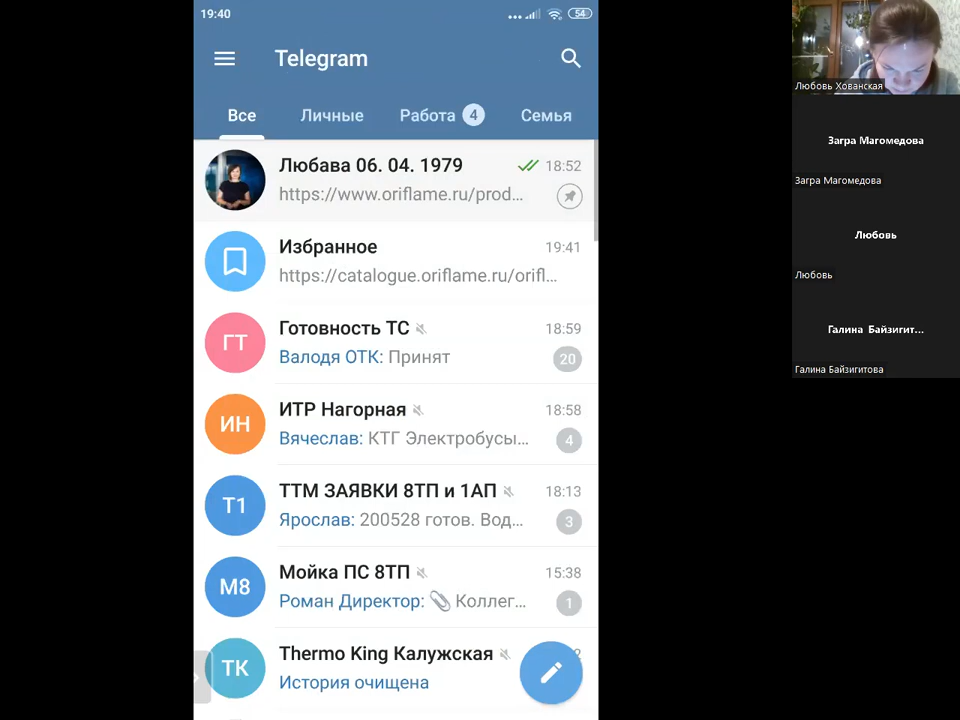 19:40
54
Telegram
Все
Личные
Работа 4
Семья
Любава 06. 04. 1979 18:52
https://www.oriflame.ru/prod...
Избранное 19:41
https://catalogue.oriflame.ru/orifl...
ГТ
Готовность ТС 18:59
Валодя ОТК: Принят 20
ИН
ИТР Нагорная 18:58
Вячеслав: КТГ Электробусы... 4
Т1
ТТМ ЗАЯВКИ 8ТП и 1АП 18:13
Ярослав: 200528 готов. Вод... 3
М8
Мойка ПС 8ТП 15:38
Роман Директор: Коллег... 1
ТК
Thermo King Калужская
История очищена
Любовь Хованская
Загра Магомедова
Загра Магомедова
Любовь
Любовь
Галина Байзигит...
Галина Байзигитова